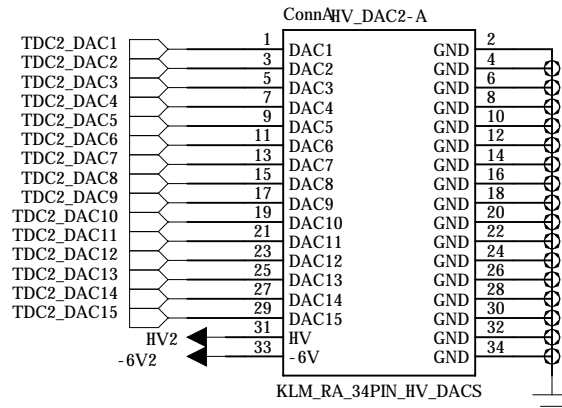 ConnA HV_DAC2-A
TDC2_DAC1 1 DAC1 GND 2
TDC2_DAC2 3 DAC2 GND 4
TDC2_DAC3 5 DAC3 GND 6
TDC2_DAC4 7 DAC4 GND 8
TDC2_DAC5 9 DAC5 GND 10
TDC2_DAC6 11 DAC6 GND 12
TDC2_DAC7 13 DAC7 GND 14
TDC2_DAC8 15 DAC8 GND 16
TDC2_DAC9 17 DAC9 GND 18
TDC2_DAC10 19 DAC10 GND 20
TDC2_DAC11 21 DAC11 GND 22
TDC2_DAC12 23 DAC12 GND 24
TDC2_DAC13 25 DAC13 GND 26
TDC2_DAC14 27 DAC14 GND 28
TDC2_DAC15 29 DAC15 GND 30
HV2 31 HV GND 32
-6V2 33 -6V GND 34
KLM_RA_34PIN_HV_DACS